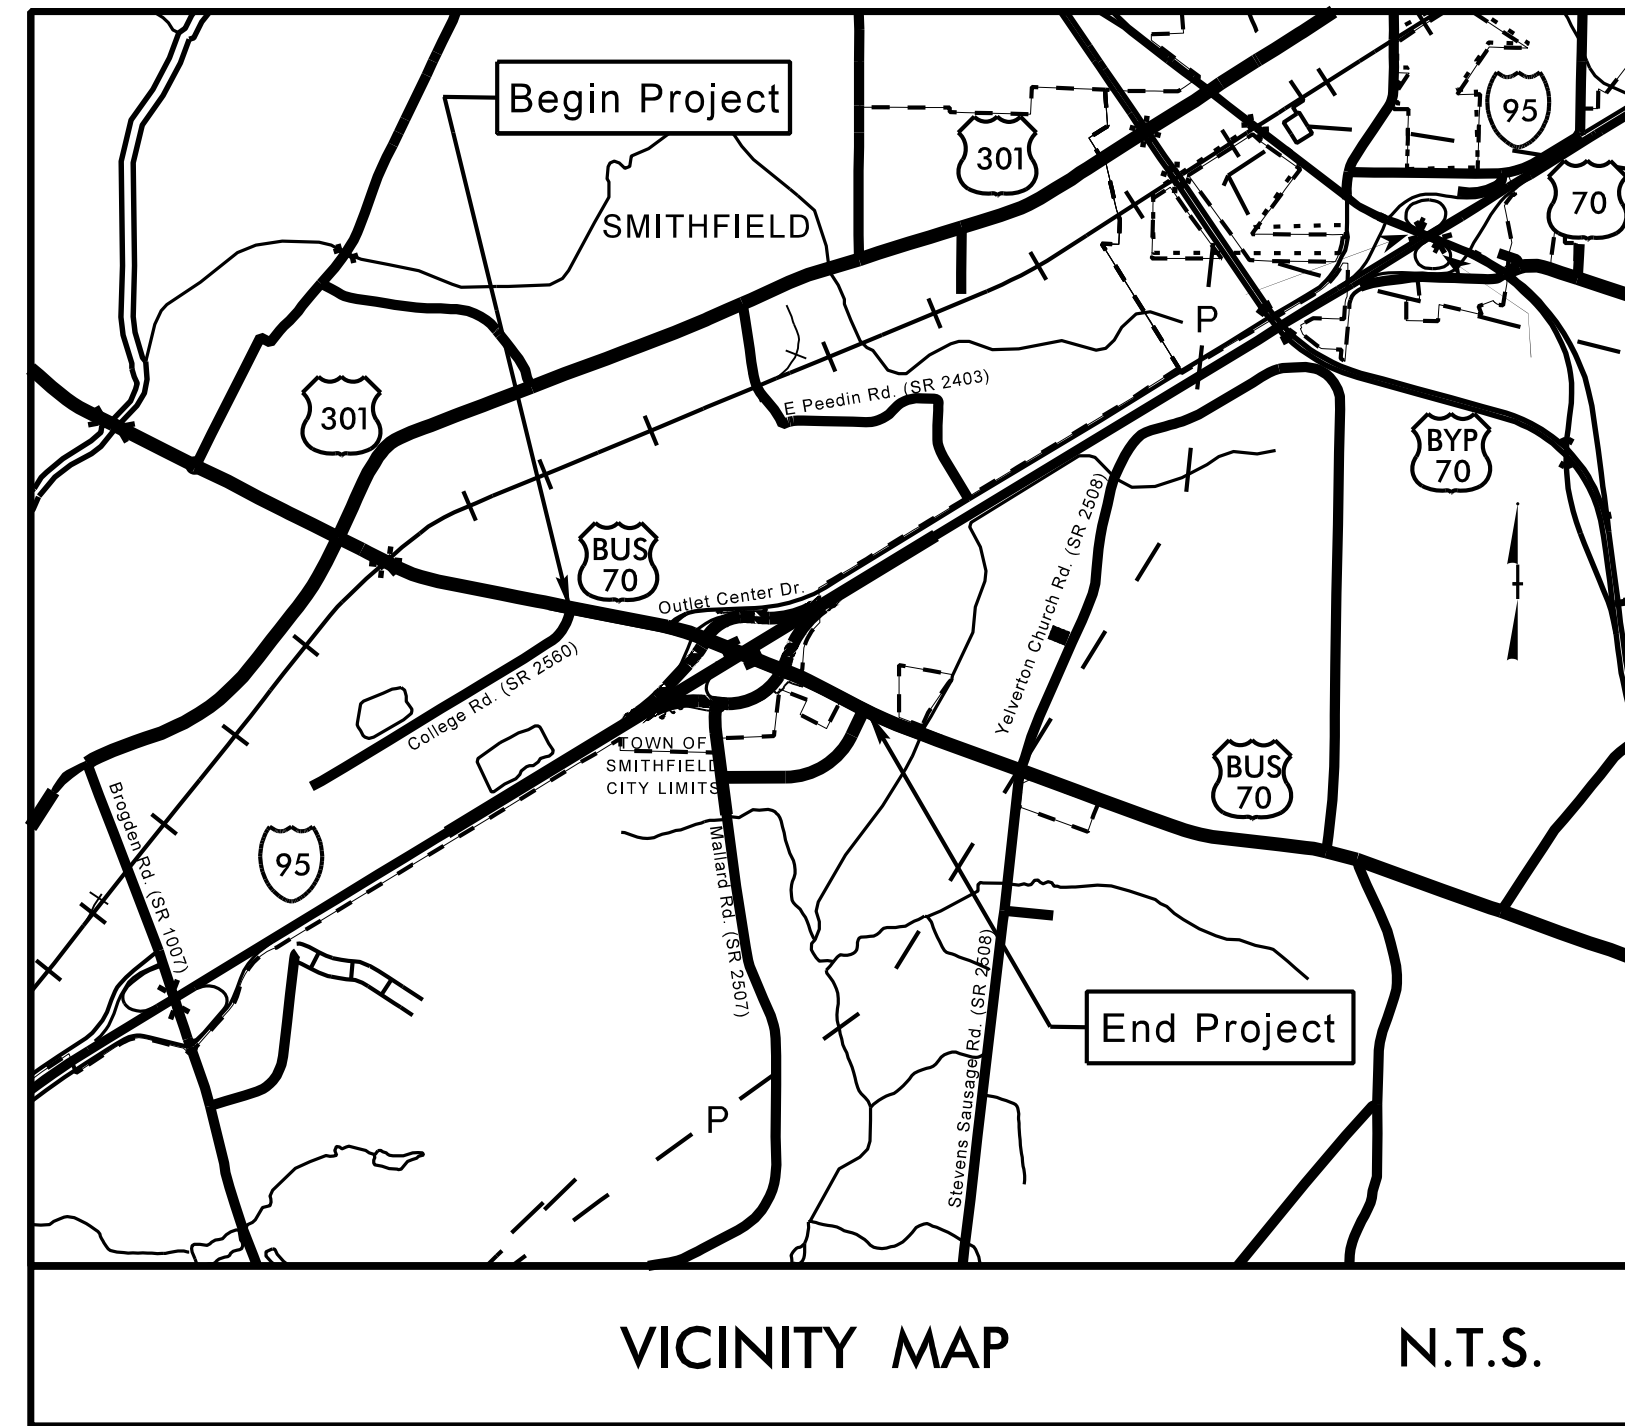 Begin Project
95
301
70
SMITHFIELD
P
E Peedin Rd. (SR 2403)
301
BYP
70
BUS
70
Outlet Center Dr.
Yelverton Church Rd. (SR 2508)
College Rd. (SR 2560)
TOWN OF
SMITHFIELD
CITY LIMITS
BUS
70
Brogden Rd. (SR 1007)
95
Mallard Rd. (SR 2507)
Stevens Sausage Rd. (SR 2508)
End Project
P
VICINITY MAP
N.T.S.